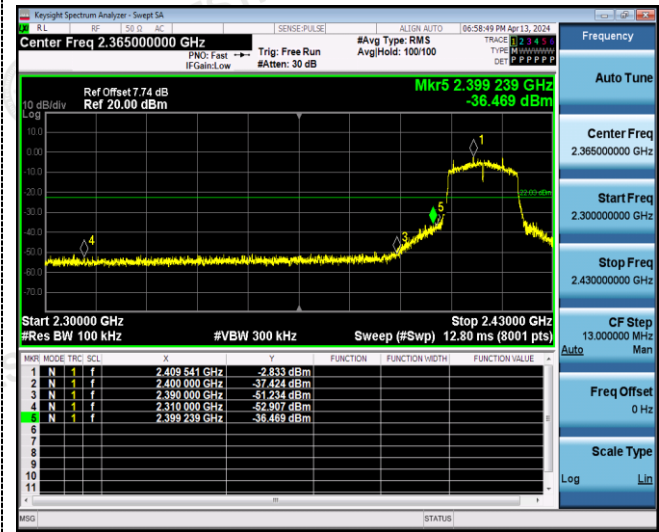 Keysight Spectrum Analyzer - Swept SA
RL RF 50 Ω AC SENSE:PULSE ALIGN AUTO 06:58:49 PM Apr 13, 2024
Center Freq 2.365000000 GHz
PNO: Fast
IFGain:Low
Trig: Free Run
#Atten: 30 dB
#Avg Type: RMS
Avg|Hold: 100/100
TRACE 1 2 3 4 5 6
TYPE M W W W W W
DET P P P P P P
Mkr5 2.399 239 GHz
-36.469 dBm
Ref Offset 7.74 dB
10 dB/div Ref 20.00 dBm
Log
10.0
0.00
-10.0
-20.0
-30.0
-40.0
-50.0
-60.0
-70.0
1
5
3
4
Start 2.30000 GHz Stop 2.43000 GHz
#Res BW 100 kHz #VBW 300 kHz Sweep (#Swp) 12.80 ms (8001 pts)
MKR MODE TRC SCL X Y FUNCTION FUNCTION WIDTH FUNCTION VALUE
1 N 1 f 2.409 541 GHz -2.833 dBm
2 N 1 f 2.400 000 GHz -37.424 dBm
3 N 1 f 2.390 000 GHz -51.234 dBm
4 N 1 f 2.310 000 GHz -52.907 dBm
5 N 1 f 2.399 239 GHz -36.469 dBm
6
7
8
9
10
11
MSG STATUS
Frequency
Auto Tune
Center Freq
2.365000000 GHz
Start Freq
2.300000000 GHz
Stop Freq
2.430000000 GHz
CF Step
13.000000 MHz
Auto Man
Freq Offset
0 Hz
Scale Type
Log Lin